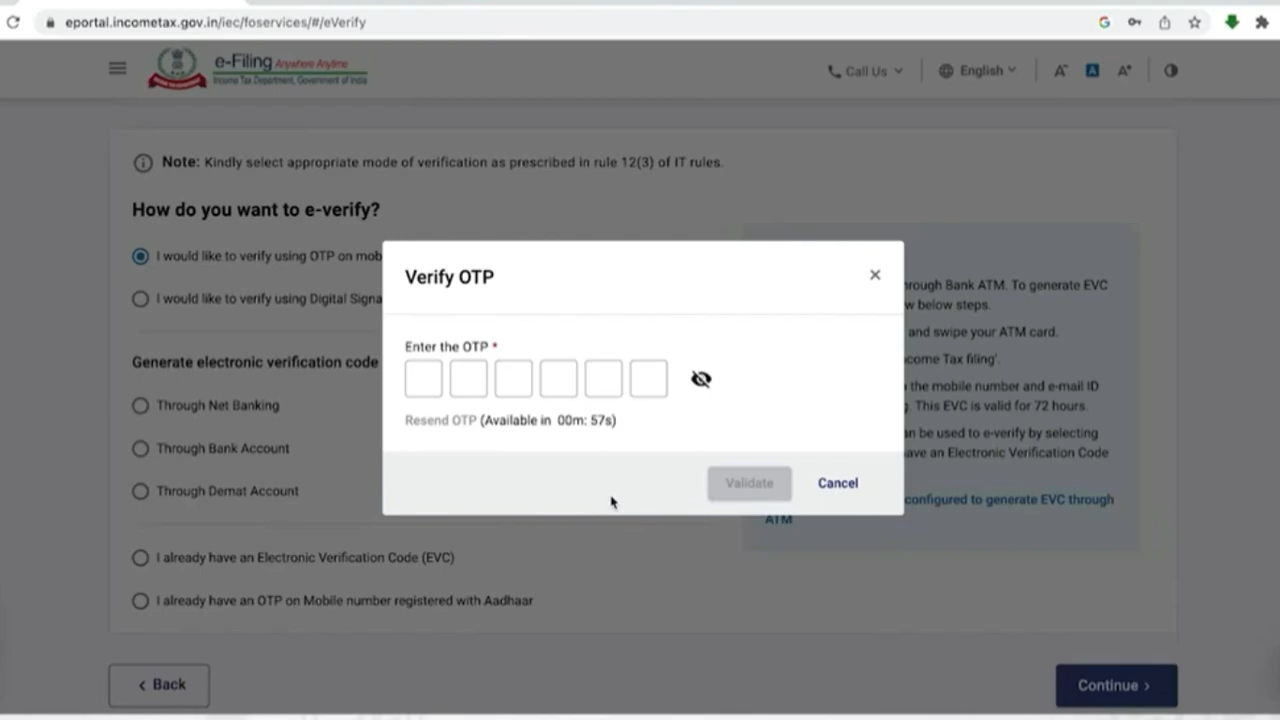 eportal.incometax.gov.in/iec/foservices/#/eVerify
e-Filing Anywhere Anytime
Income Tax Department, Government of India
Call Us
English
A-
A
A+
Note: Kindly select appropriate mode of verification as prescribed in rule 12(3) of IT rules.
How do you want to e-verify?
I would like to verify using OTP on mob
I would like to verify using Digital Signa
Generate electronic verification code
Through Net Banking
Through Bank Account
Through Demat Account
I already have an Electronic Verification Code (EVC)
I already have an OTP on Mobile number registered with Aadhaar
rough Bank ATM. To generate EVC
w below steps.
and swipe your ATM card.
come Tax filing'.
the mobile number and e-mail ID
. This EVC is valid for 72 hours.
an be used to e-verify by selecting
ave an Electronic Verification Code
configured to generate EVC through
ATM
Verify OTP
Enter the OTP *
Resend OTP (Available in 00m: 57s)
Validate
Cancel
Back
Continue